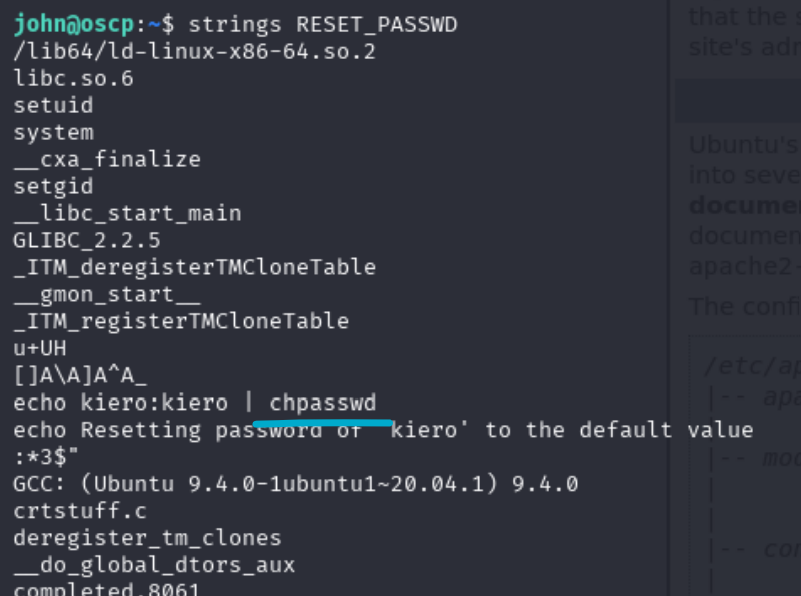 john@oscp:~$ strings RESET_PASSWD
/lib64/ld-linux-x86-64.so.2
libc.so.6
setuid
system
__cxa_finalize
setgid
__libc_start_main
GLIBC_2.2.5
_ITM_deregisterTMCloneTable
__gmon_start__
_ITM_registerTMCloneTable
u+UH
[]A\A]A^A_
echo kiero:kiero | chpasswd
echo Resetting password of 'kiero' to the default value
:*3$"
GCC: (Ubuntu 9.4.0-1ubuntu1~20.04.1) 9.4.0
crtstuff.c
deregister_tm_clones
__do_global_dtors_aux
completed.8061
that the s
site's adm
Ubuntu's
into seve
documen
documen
apache2-
The confi
/etc/ap
|-- apa
|-- mod
|
|
|-- con
|